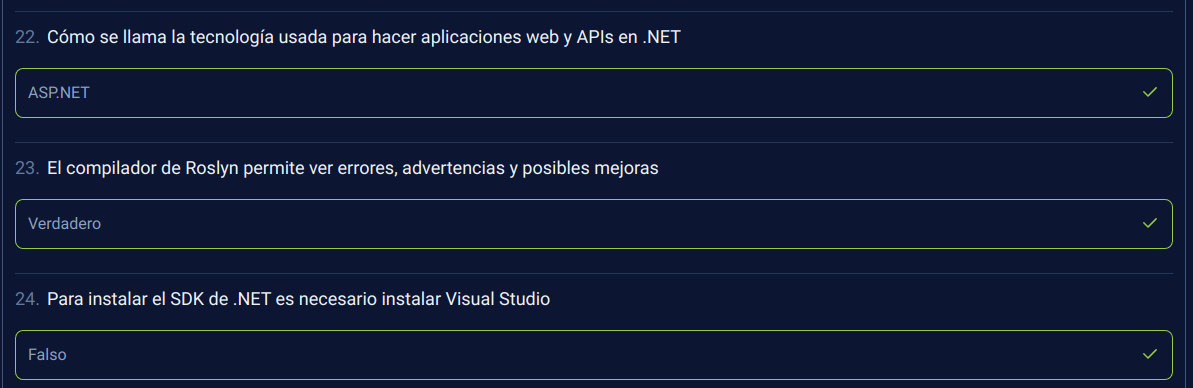 22. Cómo se llama la tecnología usada para hacer aplicaciones web y APIs en .NET
ASP.NET
23. El compilador de Roslyn permite ver errores, advertencias y posibles mejoras
Verdadero
24. Para instalar el SDK de .NET es necesario instalar Visual Studio
Falso